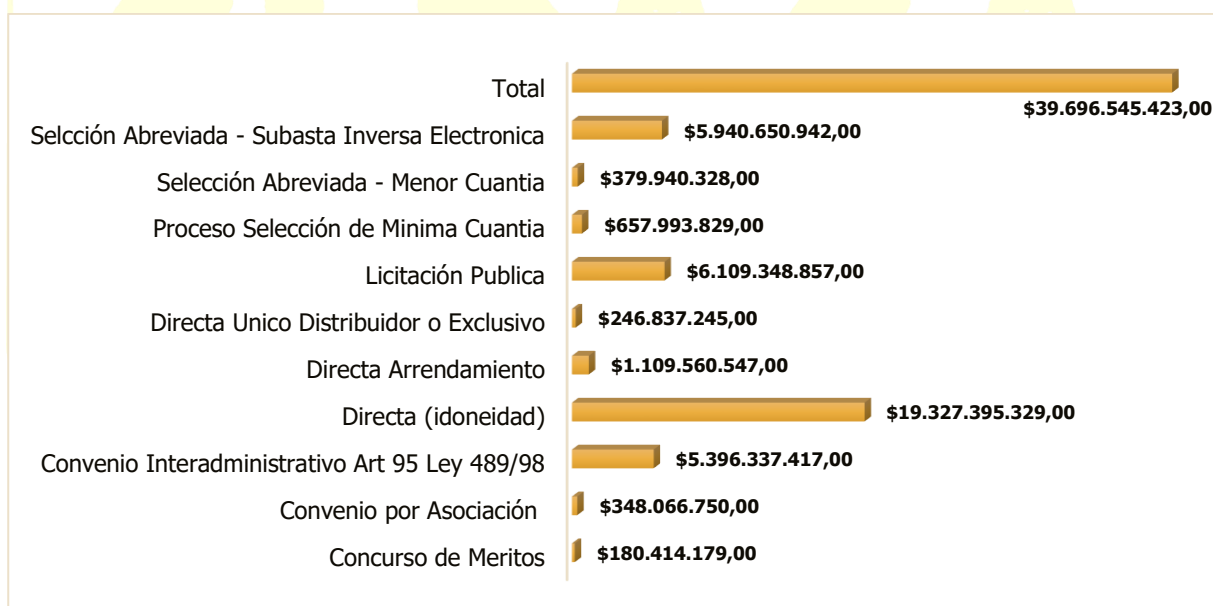 Total
$39.696.545.423,00
Selcción Abreviada - Subasta Inversa Electronica
$5.940.650.942,00
Selección Abreviada - Menor Cuantia
$379.940.328,00
Proceso Selección de Minima Cuantia
$657.993.829,00
Licitación Publica
$6.109.348.857,00
Directa Unico Distribuidor o Exclusivo
$246.837.245,00
Directa Arrendamiento
$1.109.560.547,00
Directa (idoneidad)
$19.327.395.329,00
Convenio Interadministrativo Art 95 Ley 489/98
$5.396.337.417,00
Convenio por Asociación
$348.066.750,00
Concurso de Meritos
$180.414.179,00